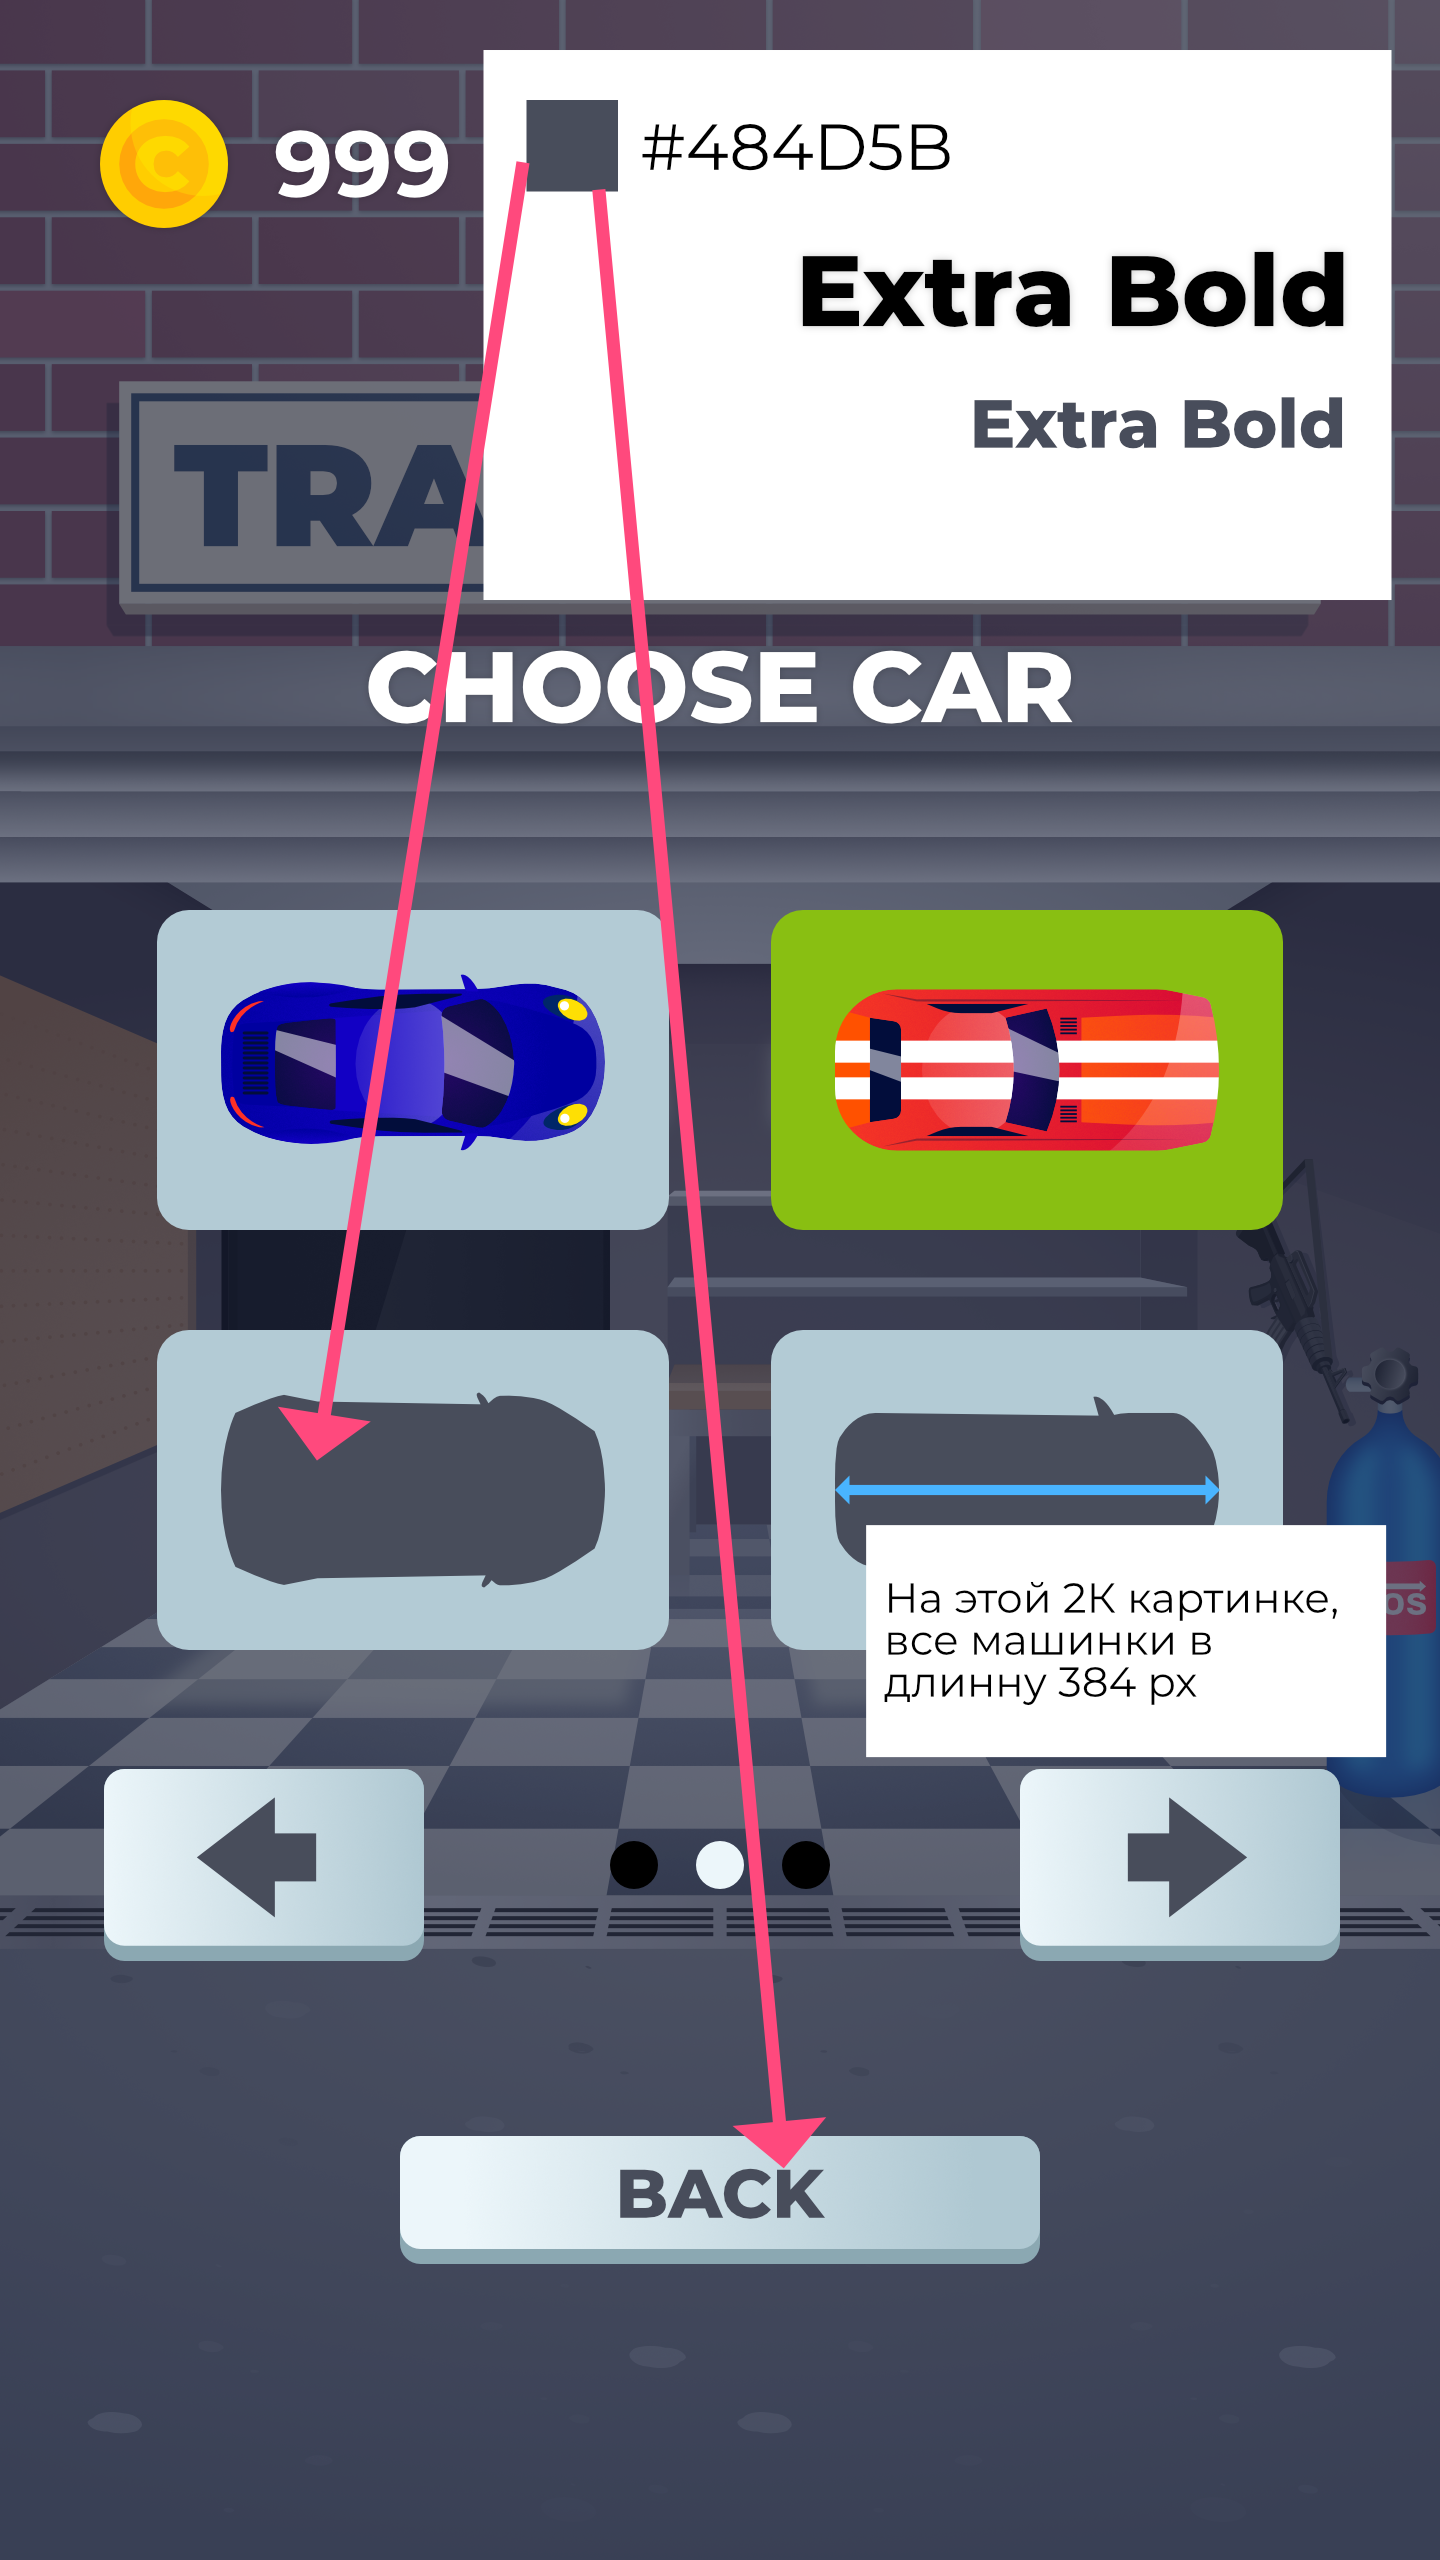 C
999
#484D5B
Extra Bold
Extra Bold
TRA
CHOOSE CAR
На этой 2К картинке,
все машинки в
длинну 384 px
os
BACK